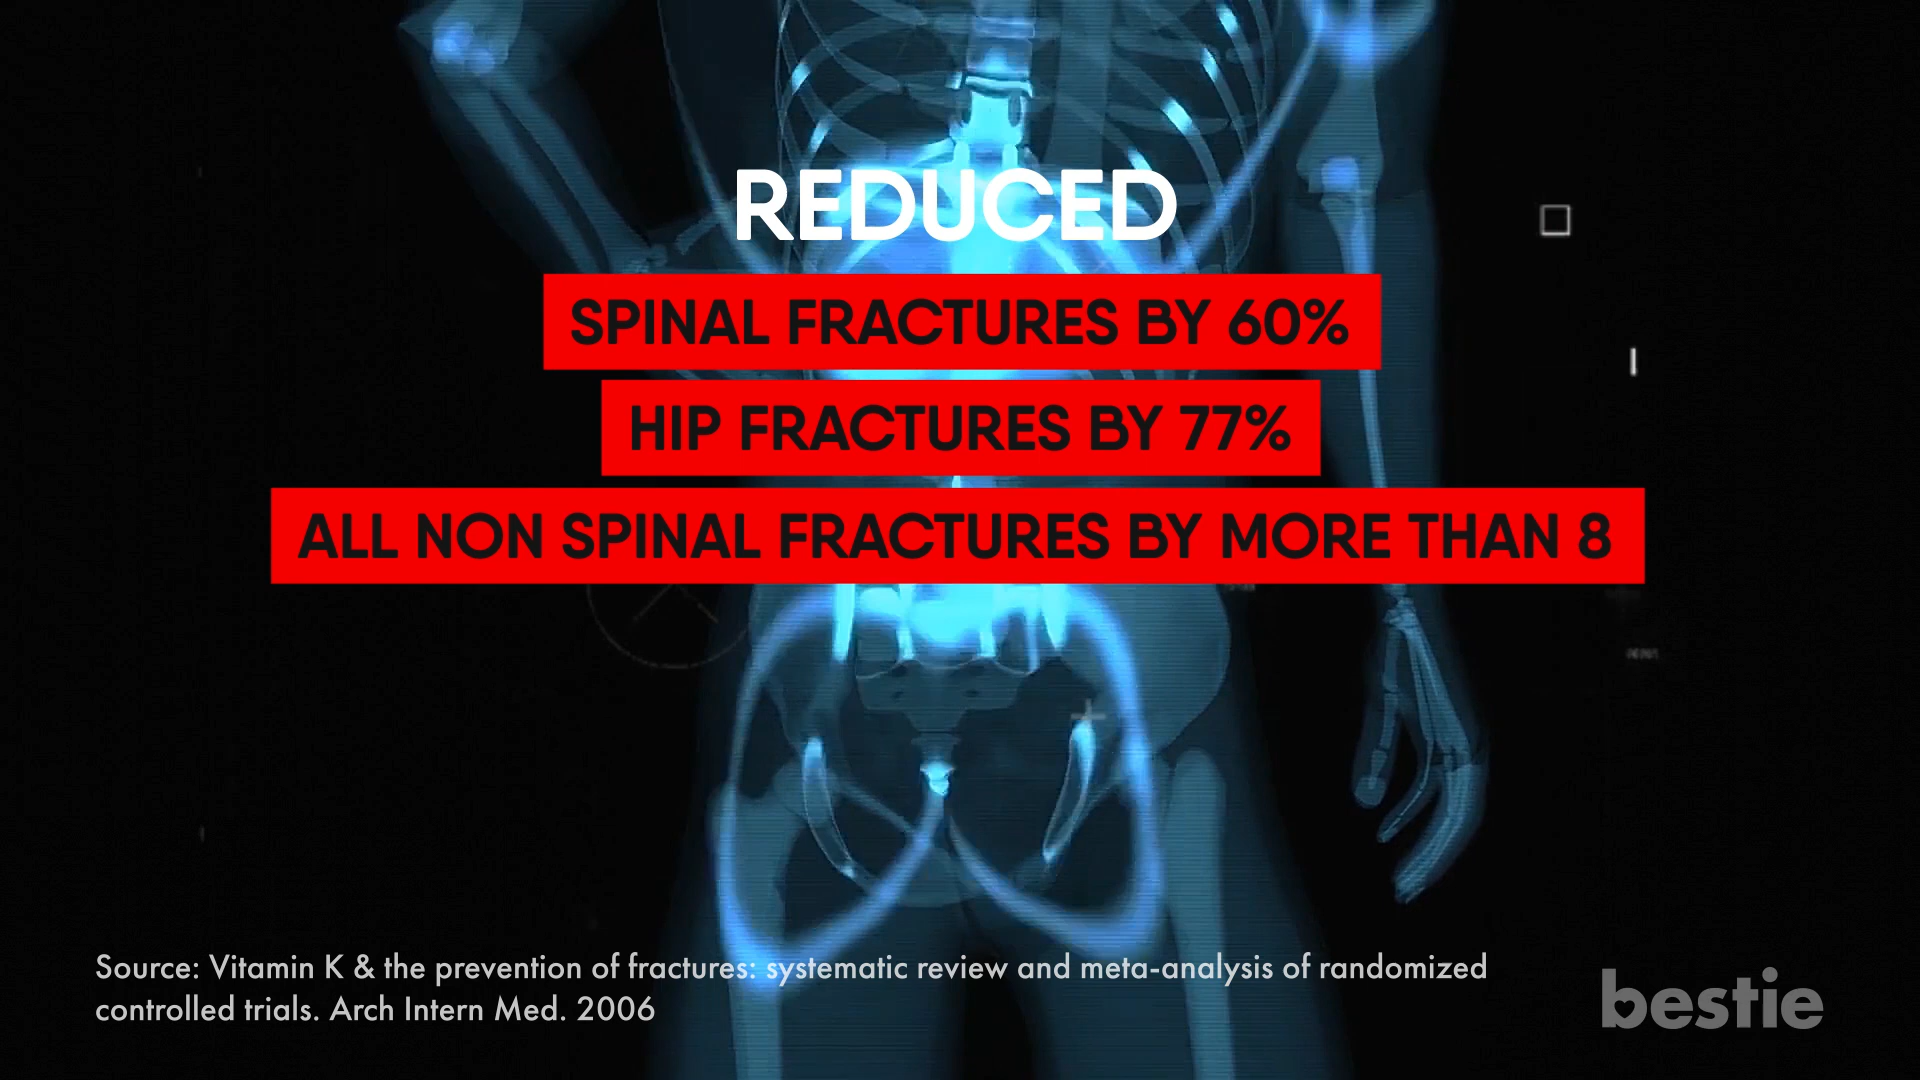 REDUCED
SPINAL FRACTURES BY 60%
HIP FRACTURES BY 77%
ALL NON SPINAL FRACTURES BY MORE THAN 8
Source: Vitamin K & the prevention of fractures: systematic review and meta-analysis of randomized
controlled trials. Arch Intern Med. 2006
bestie